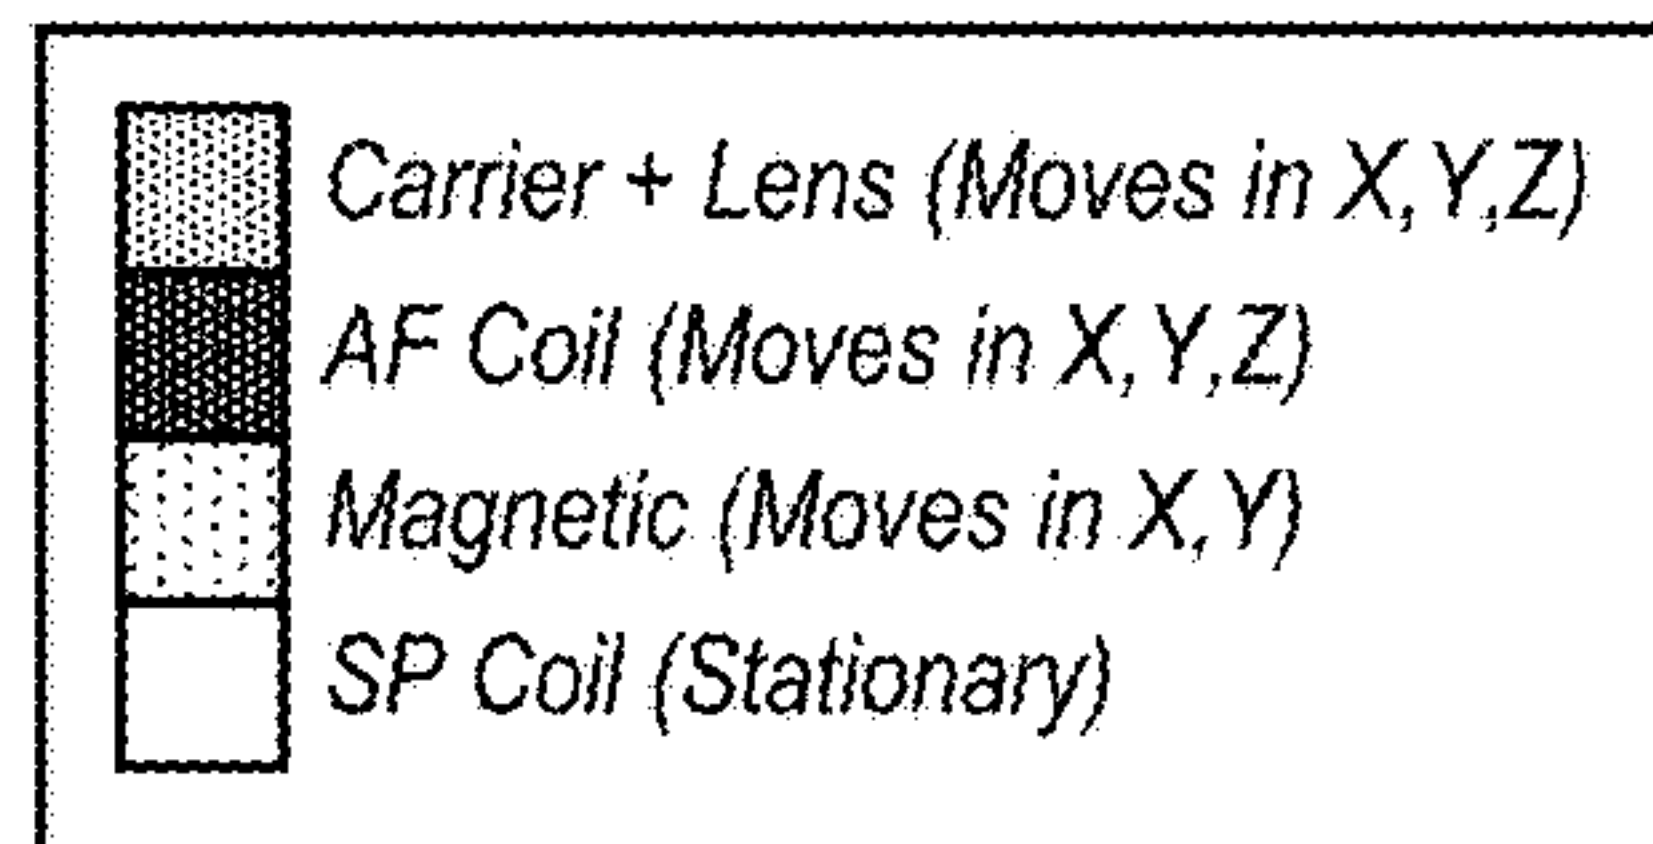 Carrier + Lens (Moves in X,Y,Z)
AF Coil (Moves in X,Y,Z)
Magnetic (Moves in X,Y)
SP Coil (Stationary)